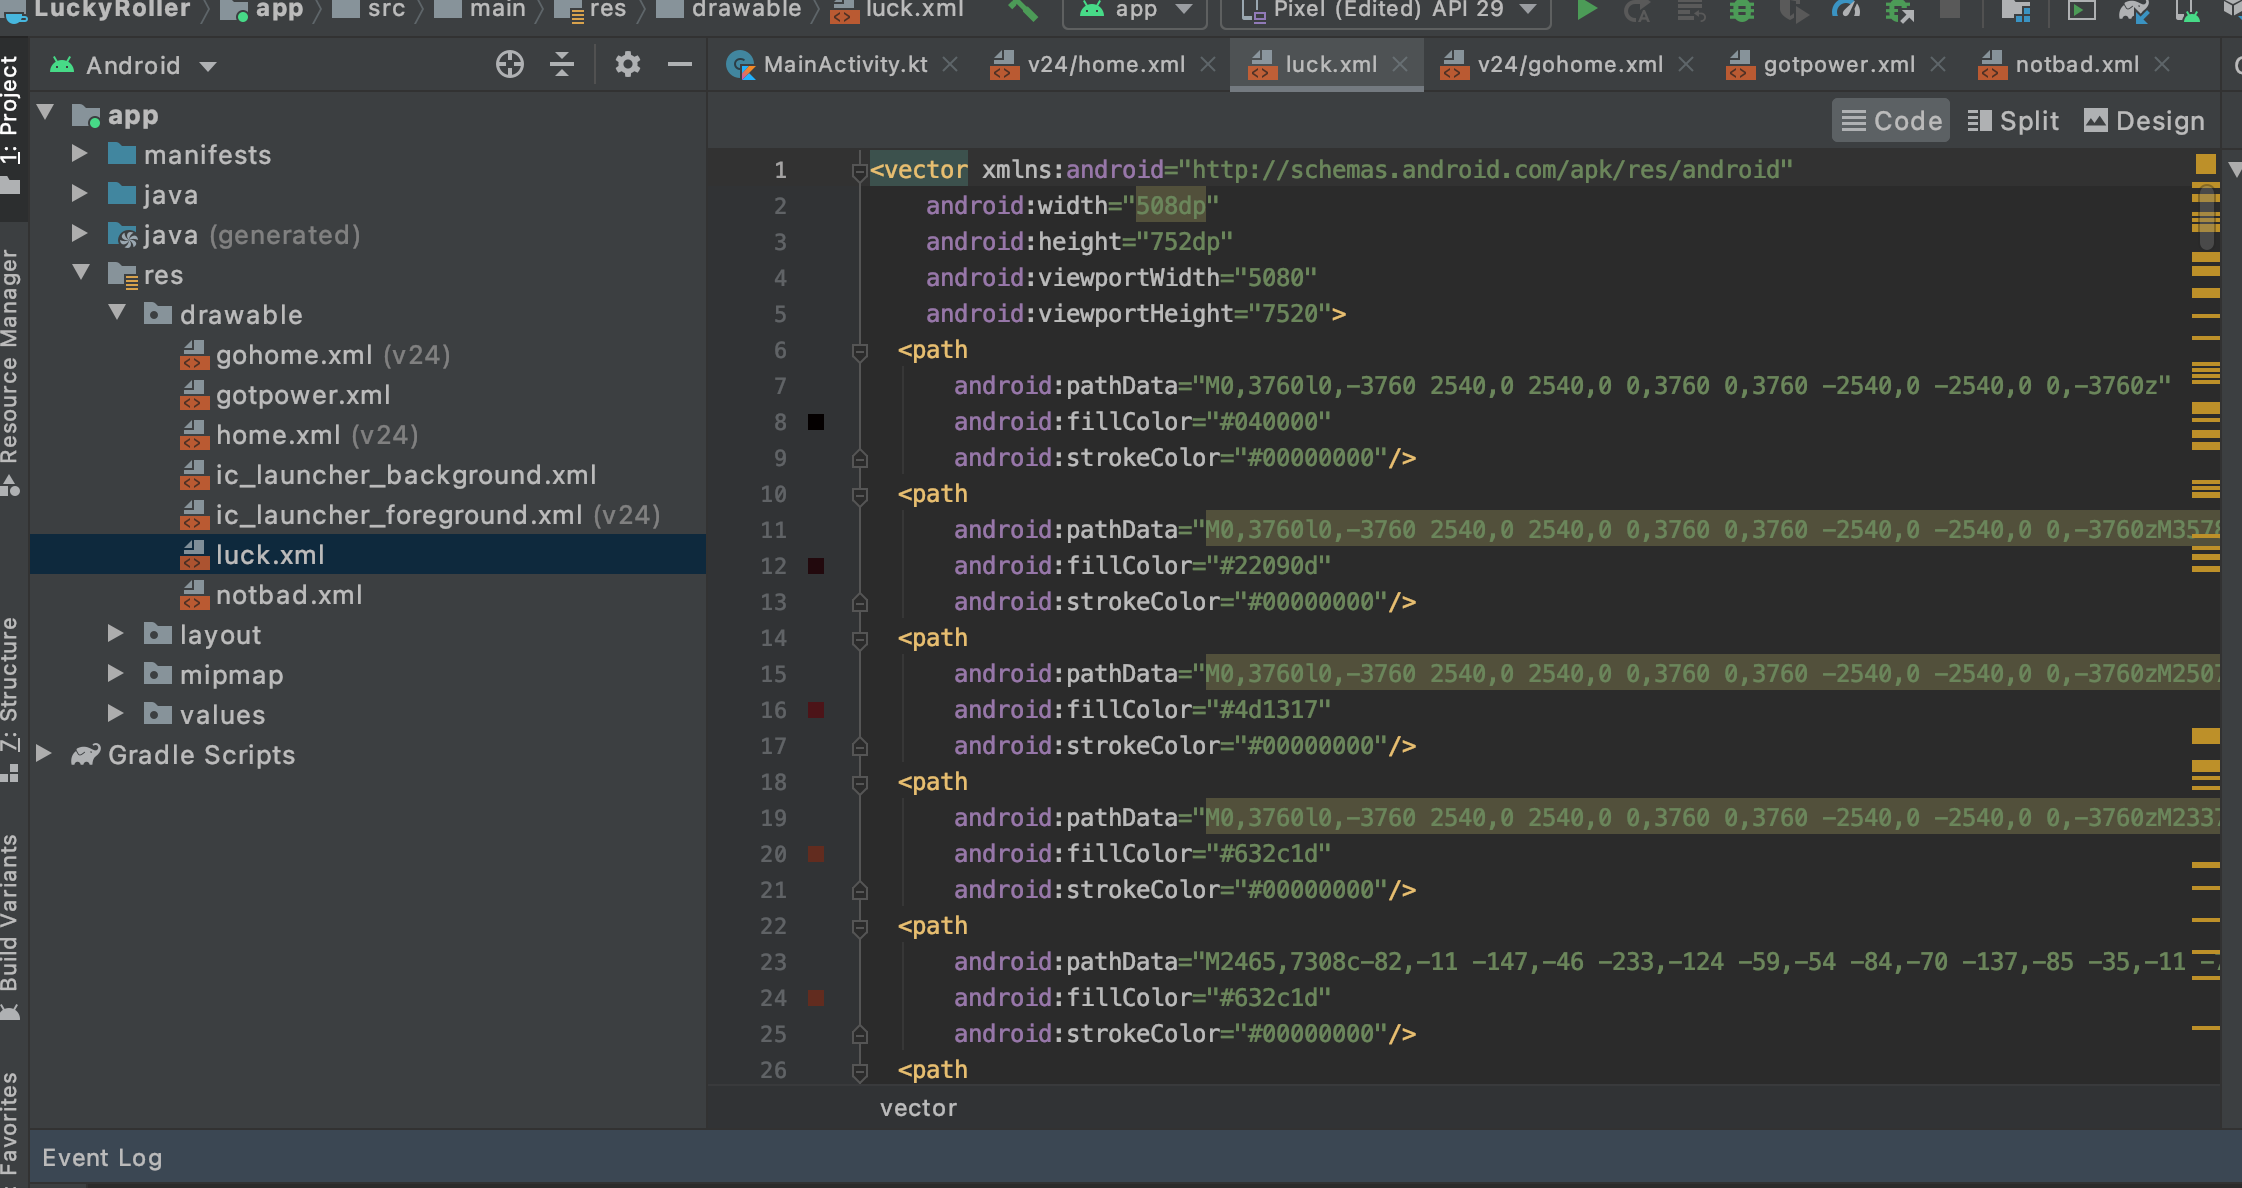 LuckyRoller app src main res drawable luck.xml app Pixel (Edited) API 29
Android
MainActivity.kt v24/home.xml luck.xml v24/gohome.xml gotpower.xml notbad.xml
Code Split Design
1: Project
Resource Manager
7: Structure
Build Variants
Favorites
app
manifests
java
java (generated)
res
drawable
gohome.xml (v24)
gotpower.xml
home.xml (v24)
ic_launcher_background.xml
ic_launcher_foreground.xml (v24)
luck.xml
notbad.xml
layout
mipmap
values
Gradle Scripts
1 <vector xmlns:android="http://schemas.android.com/apk/res/android"
2 android:width="508dp"
3 android:height="752dp"
4 android:viewportWidth="5080"
5 android:viewportHeight="7520">
6 <path
7 android:pathData="M0,3760l0,-3760 2540,0 2540,0 0,3760 0,3760 -2540,0 -2540,0 0,-3760z"
8 android:fillColor="#040000"
9 android:strokeColor="#00000000"/>
10 <path
11 android:pathData="M0,3760l0,-3760 2540,0 2540,0 0,3760 0,3760 -2540,0 -2540,0 0,-3760zM3578
12 android:fillColor="#22090d"
13 android:strokeColor="#00000000"/>
14 <path
15 android:pathData="M0,3760l0,-3760 2540,0 2540,0 0,3760 0,3760 -2540,0 -2540,0 0,-3760zM2507
16 android:fillColor="#4d1317"
17 android:strokeColor="#00000000"/>
18 <path
19 android:pathData="M0,3760l0,-3760 2540,0 2540,0 0,3760 0,3760 -2540,0 -2540,0 0,-3760zM2337
20 android:fillColor="#632c1d"
21 android:strokeColor="#00000000"/>
22 <path
23 android:pathData="M2465,7308c-82,-11 -147,-46 -233,-124 -59,-54 -84,-70 -137,-85 -35,-11
24 android:fillColor="#632c1d"
25 android:strokeColor="#00000000"/>
26 <path
vector
Event Log